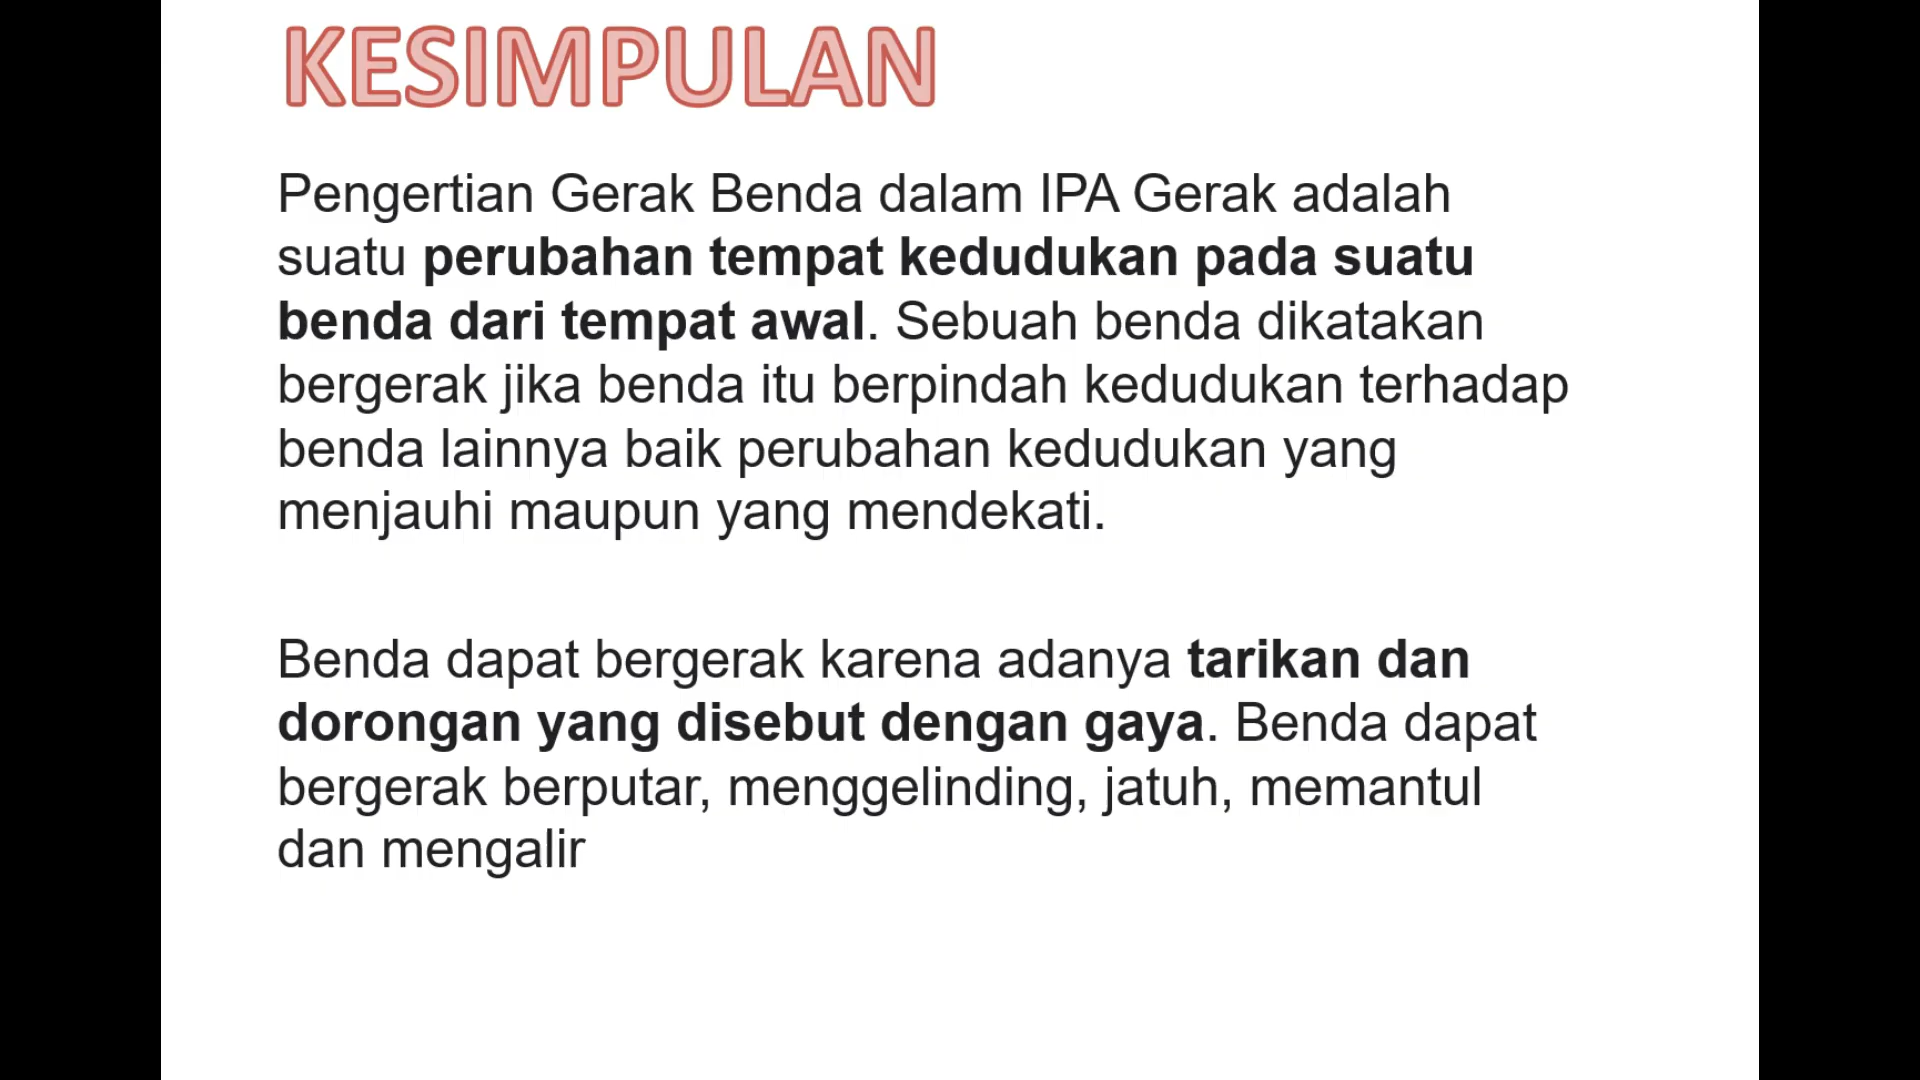 KESIMPULAN
Pengertian Gerak Benda dalam IPA Gerak adalah
suatu perubahan tempat kedudukan pada suatu
benda dari tempat awal. Sebuah benda dikatakan
bergerak jika benda itu berpindah kedudukan terhadap
benda lainnya baik perubahan kedudukan yang
menjauhi maupun yang mendekati.
Benda dapat bergerak karena adanya tarikan dan
dorongan yang disebut dengan gaya. Benda dapat
bergerak berputar, menggelinding, jatuh, memantul
dan mengalir